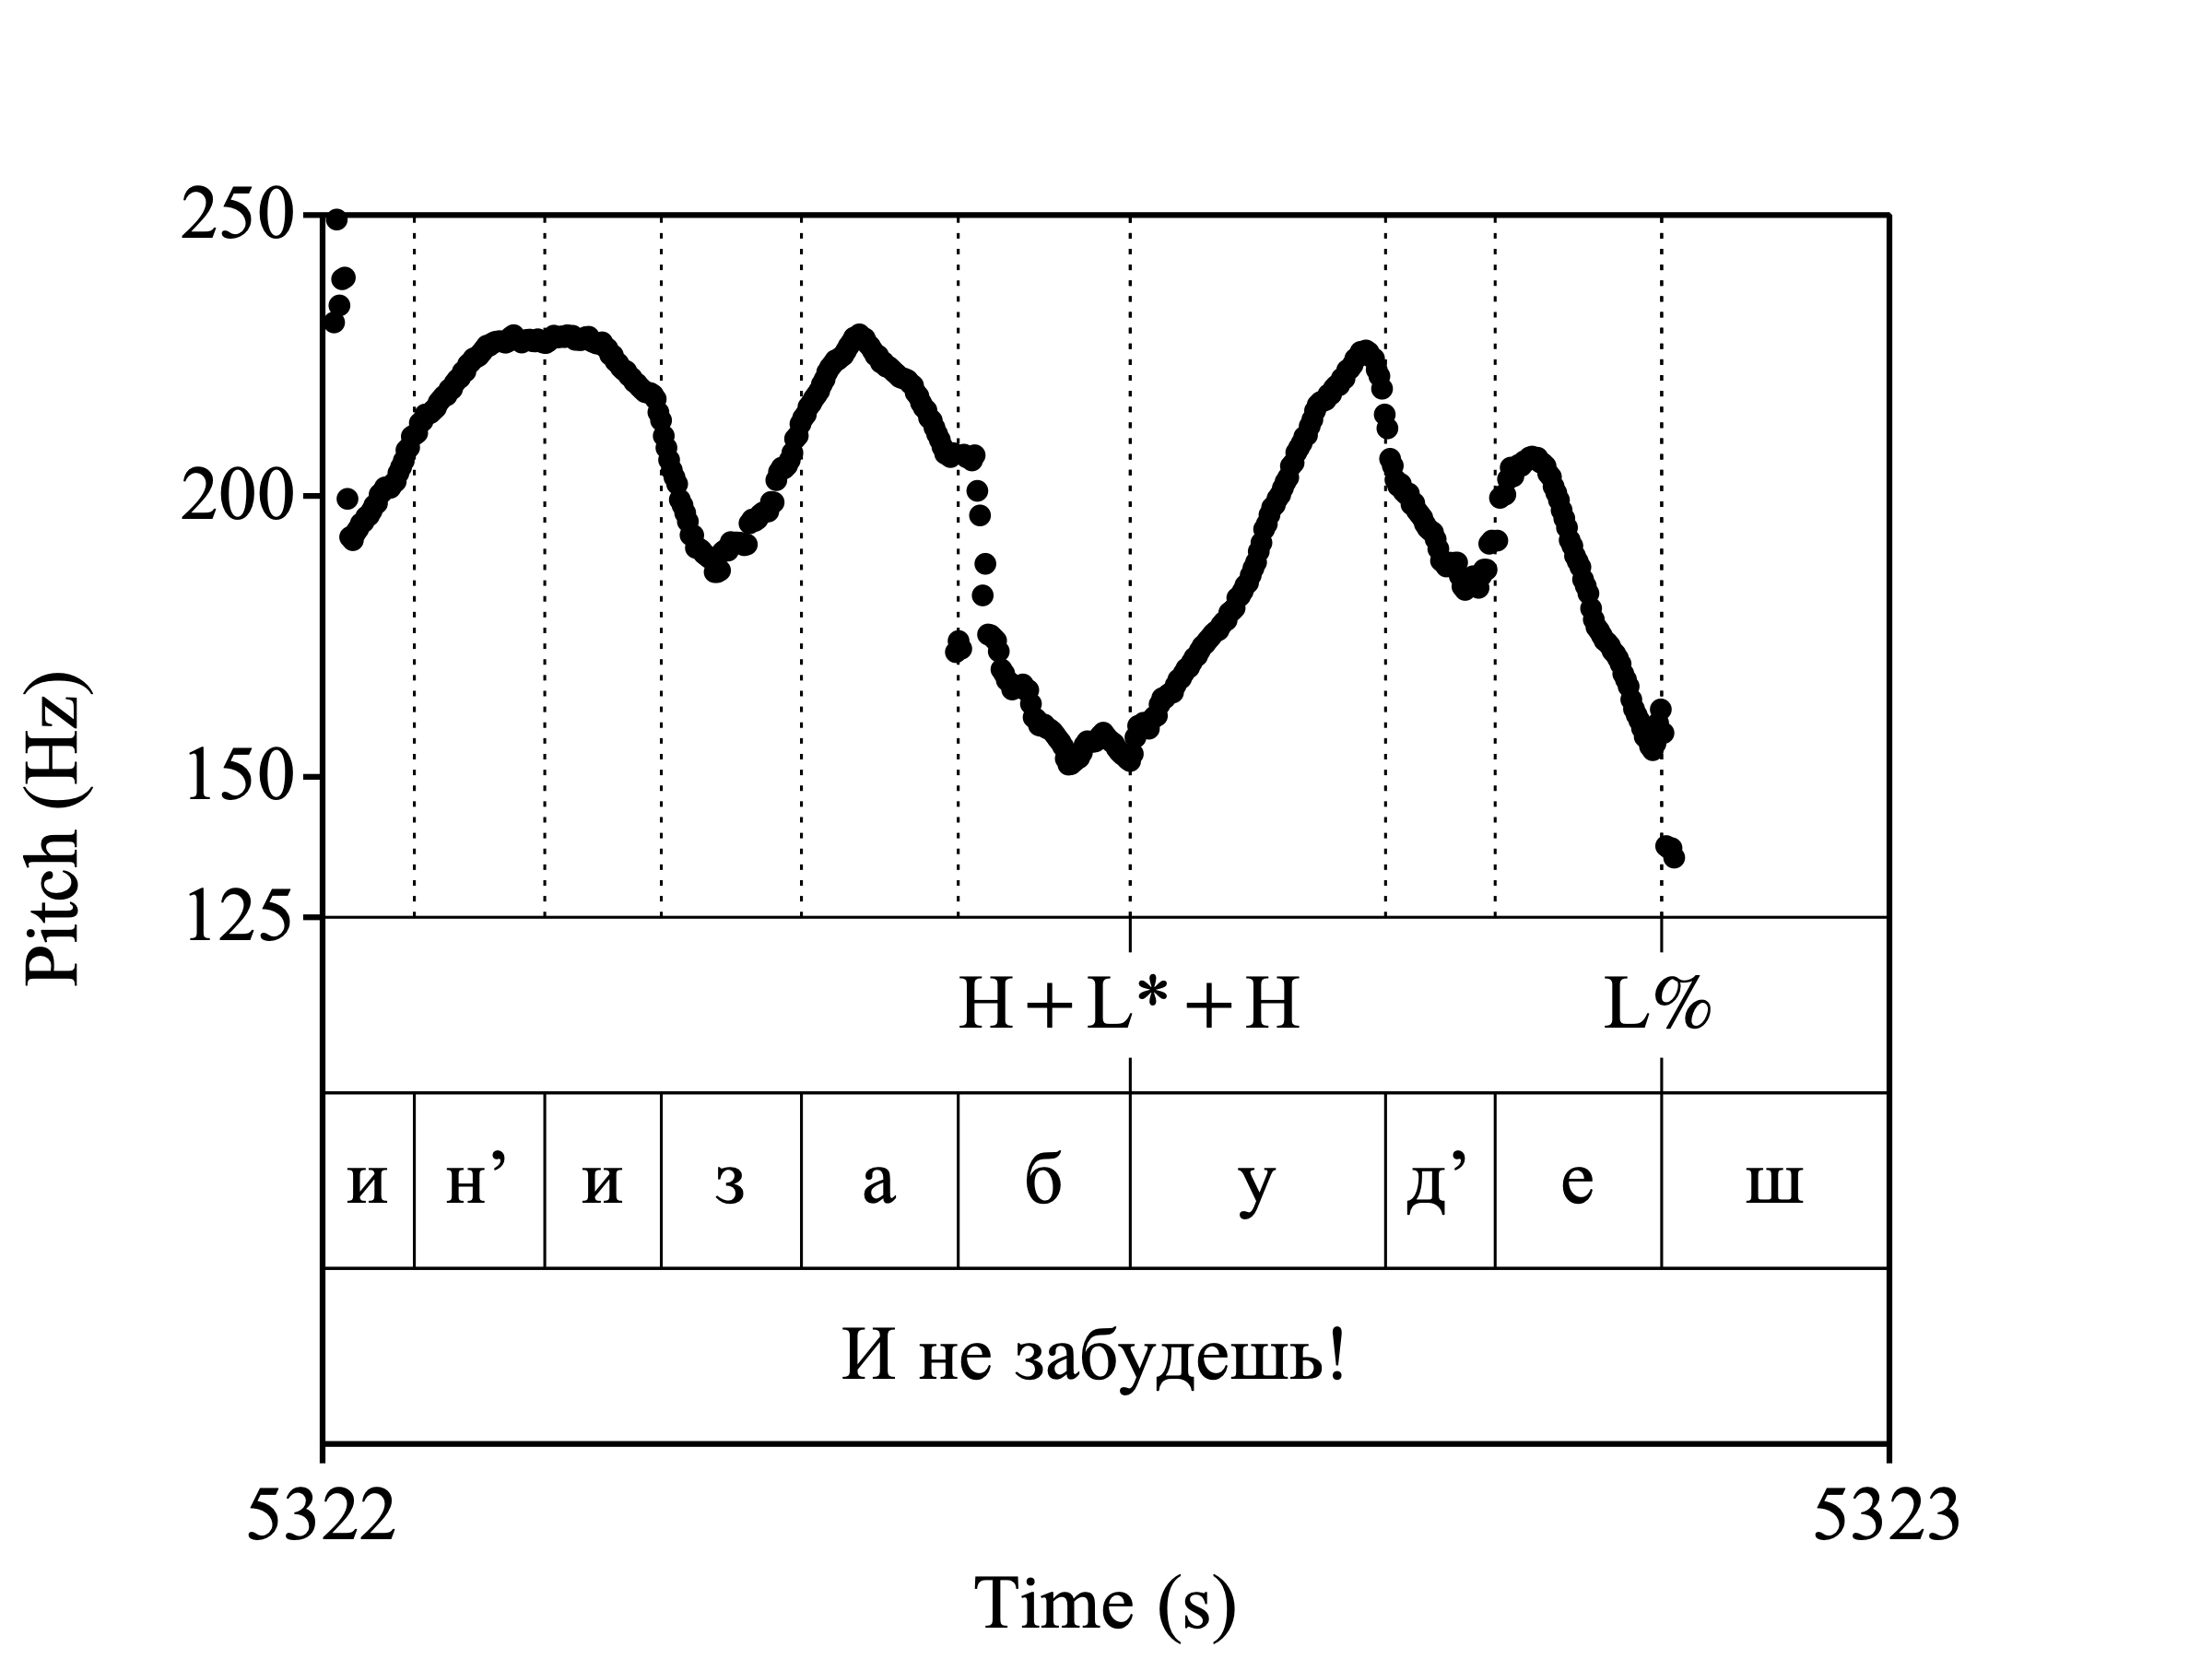 250
200
150
125
Pitch (Hz)
H+L*+H L%
и н’ и з а б у д’ е ш
И не забудешь!
5322 5323
Time (s)